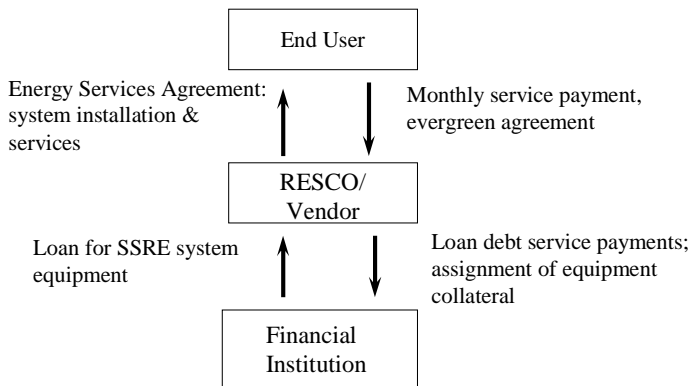 End User
Energy Services Agreement:
system installation &
services
Monthly service payment,
evergreen agreement
RESCO/
Vendor
Loan for SSRE system
equipment
Loan debt service payments;
assignment of equipment
collateral
Financial
Institution